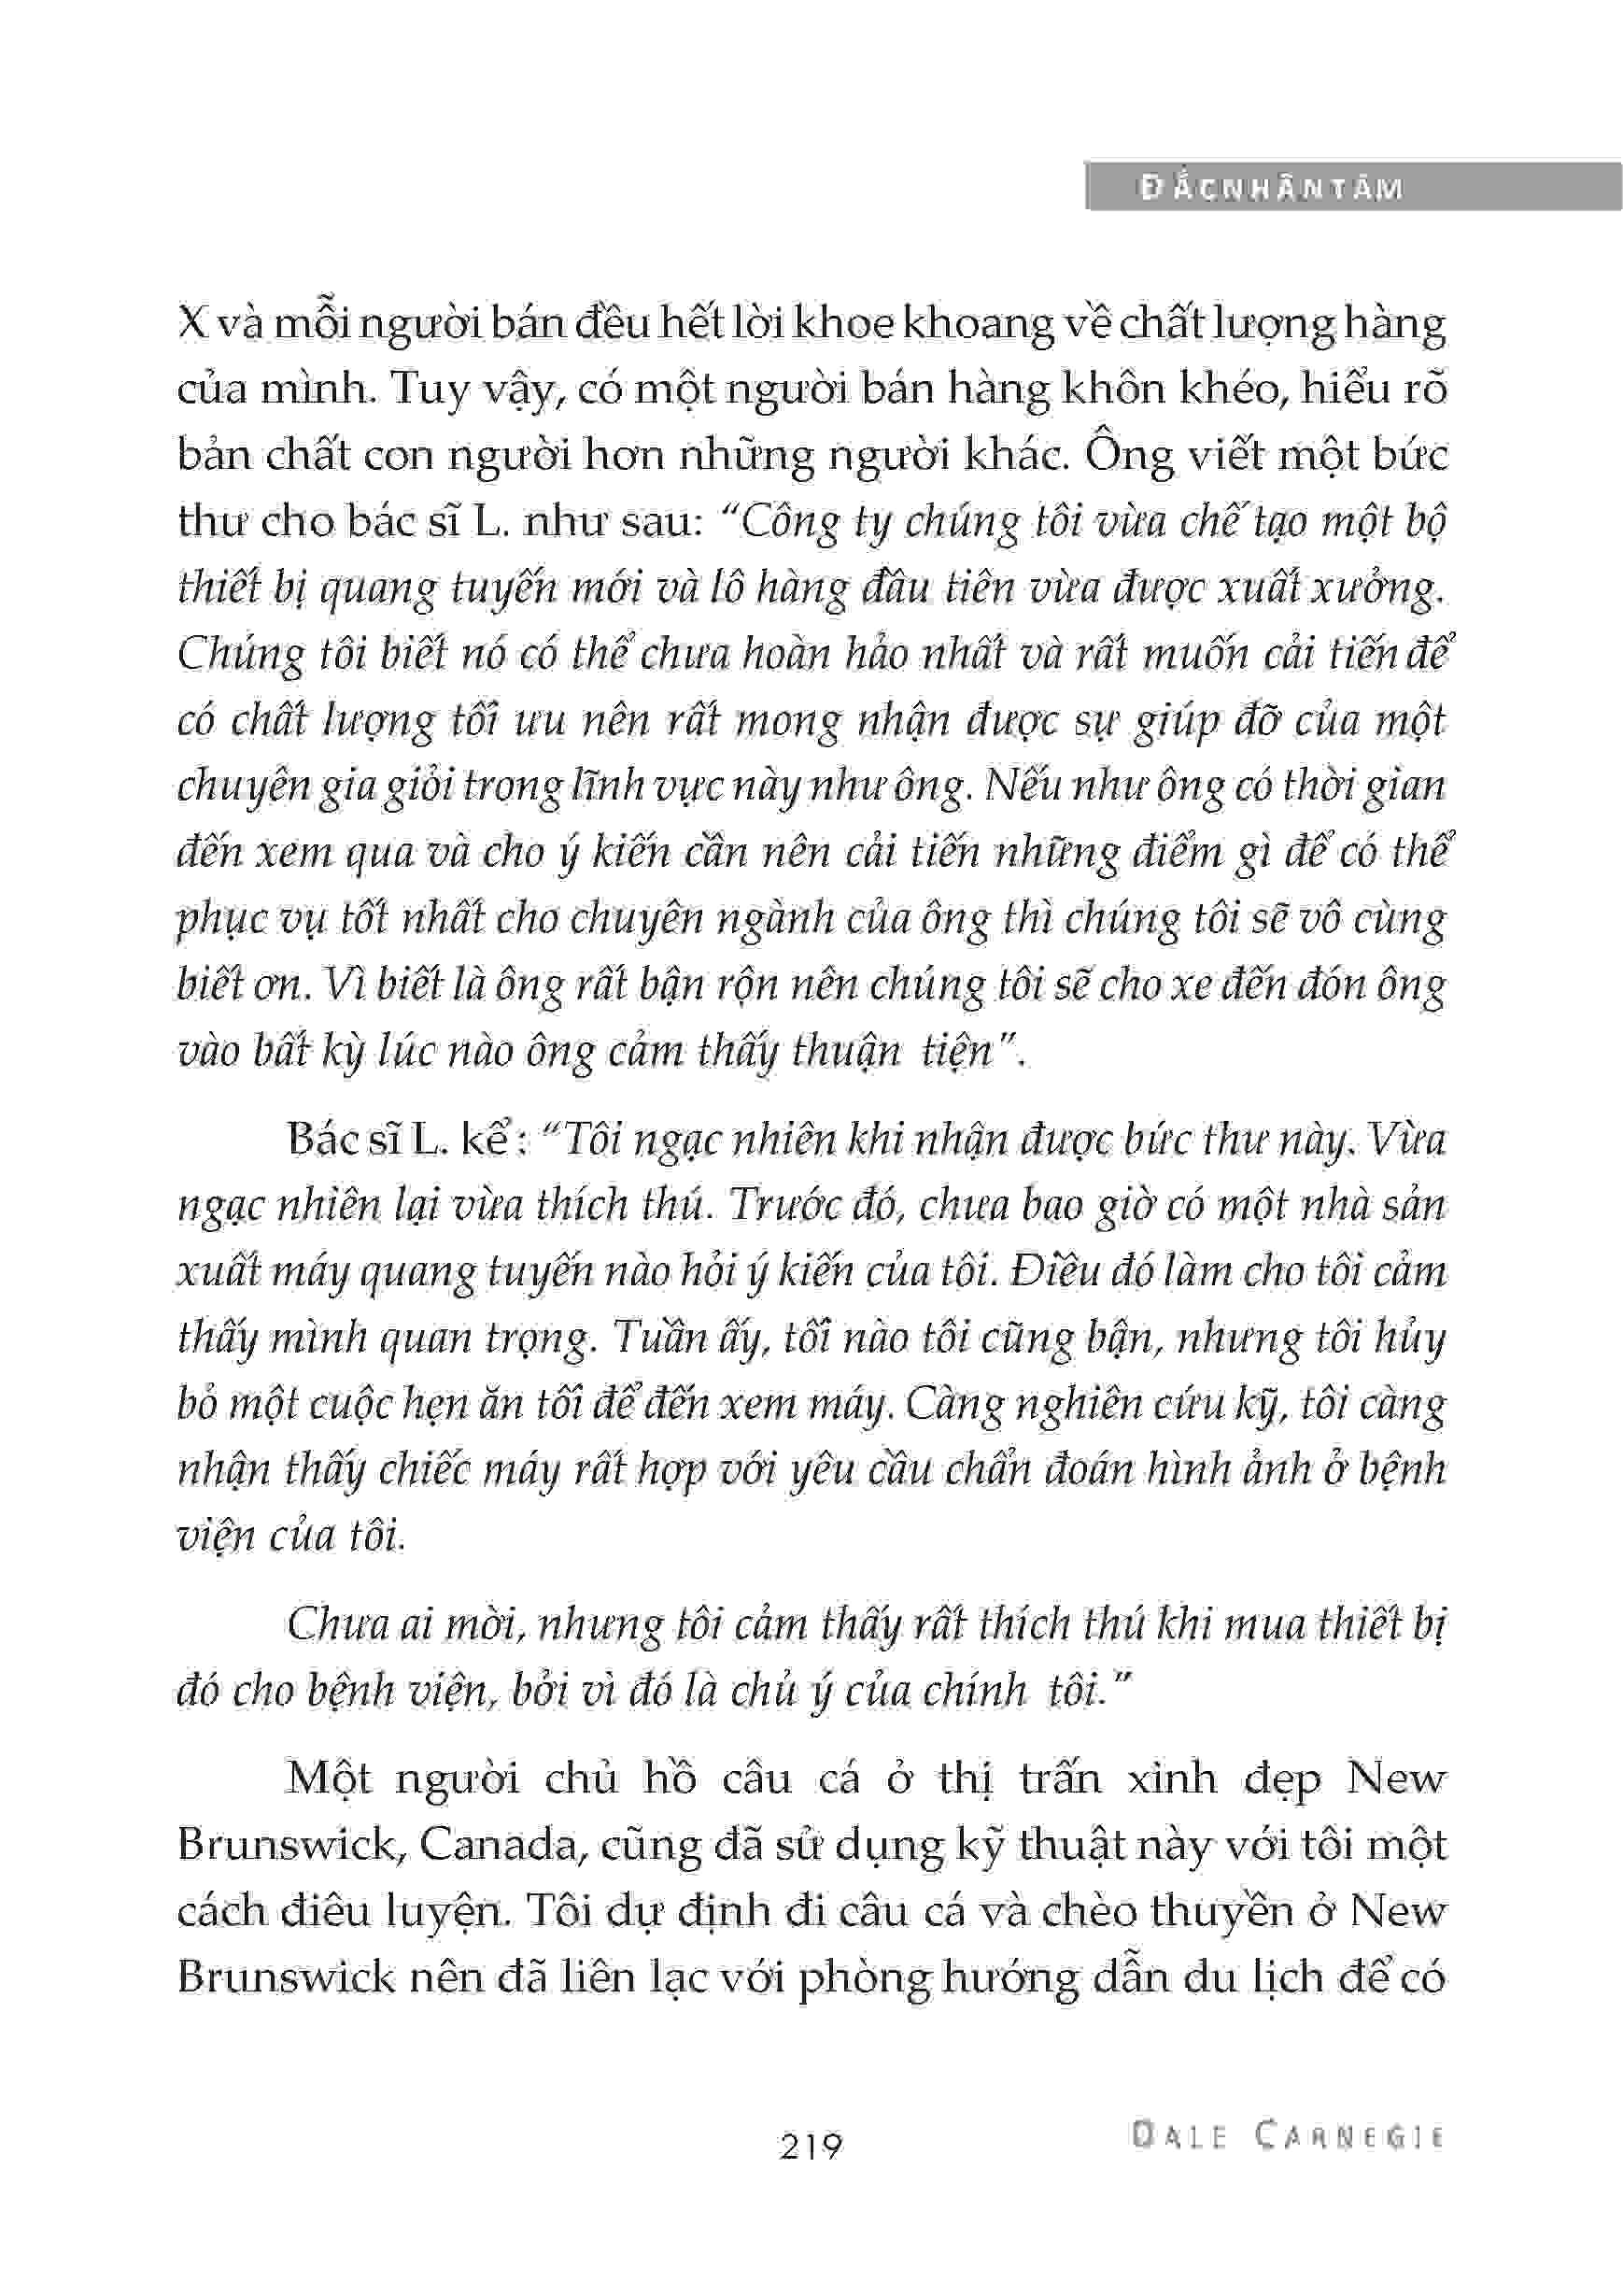 ĐẮCNHÂNTÂM
X và mỗi người bán đều hết lời khoe khoang về chất lượng hàng
của mình. Tuy vậy, có một người bán hàng khôn khéo, hiểu rõ
bản chất con người hơn những người khác. Ông viết một bức
thư cho bác sĩ L. như sau: “Công ty chúng tôi vừa chế tạo một bộ
thiết bị quang tuyến mới và lô hàng đầu tiên vừa được xuất xưởng.
Chúng tôi biết nó có thể chưa hoàn hảo nhất và rất muốn cải tiến để
có chất lượng tối ưu nên rất mong nhận được sự giúp đỡ của một
chuyên gia giỏi trong lĩnh vực này như ông. Nếu như ông có thời gian
đến xem qua và cho ý kiến cần nên cải tiến những điểm gì để có thể
phục vụ tốt nhất cho chuyên ngành của ông thì chúng tôi sẽ vô cùng
biết ơn. Vì biết là ông rất bận rộn nên chúng tôi sẽ cho xe đến đón ông
vào bất kỳ lúc nào ông cảm thấy thuận tiện”.
Bác sĩ L. kể : “Tôi ngạc nhiên khi nhận được bức thư này. Vừa
ngạc nhiên lại vừa thích thú. Trước đó, chưa bao giờ có một nhà sản
xuất máy quang tuyến nào hỏi ý kiến của tôi. Điều đó làm cho tôi cảm
thấy mình quan trọng. Tuần ấy, tối nào tôi cũng bận, nhưng tôi hủy
bỏ một cuộc hẹn ăn tối để đến xem máy. Càng nghiên cứu kỹ, tôi càng
nhận thấy chiếc máy rất hợp với yêu cầu chẩn đoán hình ảnh ở bệnh
viện của tôi.
Chưa ai mời, nhưng tôi cảm thấy rất thích thú khi mua thiết bị
đó cho bệnh viện, bởi vì đó là chủ ý của chính tôi.”
Một người chủ hồ câu cá ở thị trấn xinh đẹp New
Brunswick, Canada, cũng đã sử dụng kỹ thuật này với tôi một
cách điêu luyện. Tôi dự định đi câu cá và chèo thuyền ở New
Brunswick nên đã liên lạc với phòng hướng dẫn du lịch để có
219
DALE CARNEGIE